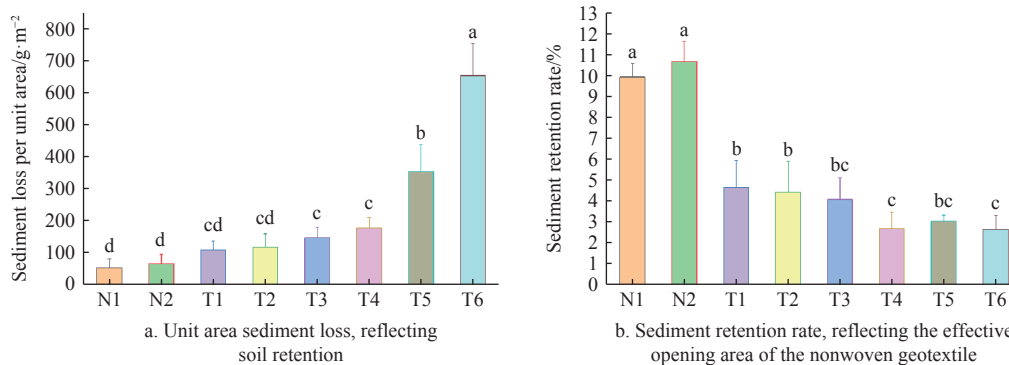 Sediment loss per unit area/g·m⁻²
800
700
600
500
400
300
200
100
0
d
d
cd
cd
c
c
b
a
N1 N2 T1 T2 T3 T4 T5 T6
a. Unit area sediment loss, reflecting
soil retention
Sediment retention rate/%
13
12
11
10
9
8
7
6
5
4
3
2
1
0
a
a
b
b
bc
c
bc
c
N1 N2 T1 T2 T3 T4 T5 T6
b. Sediment retention rate, reflecting the effective
opening area of the nonwoven geotextile